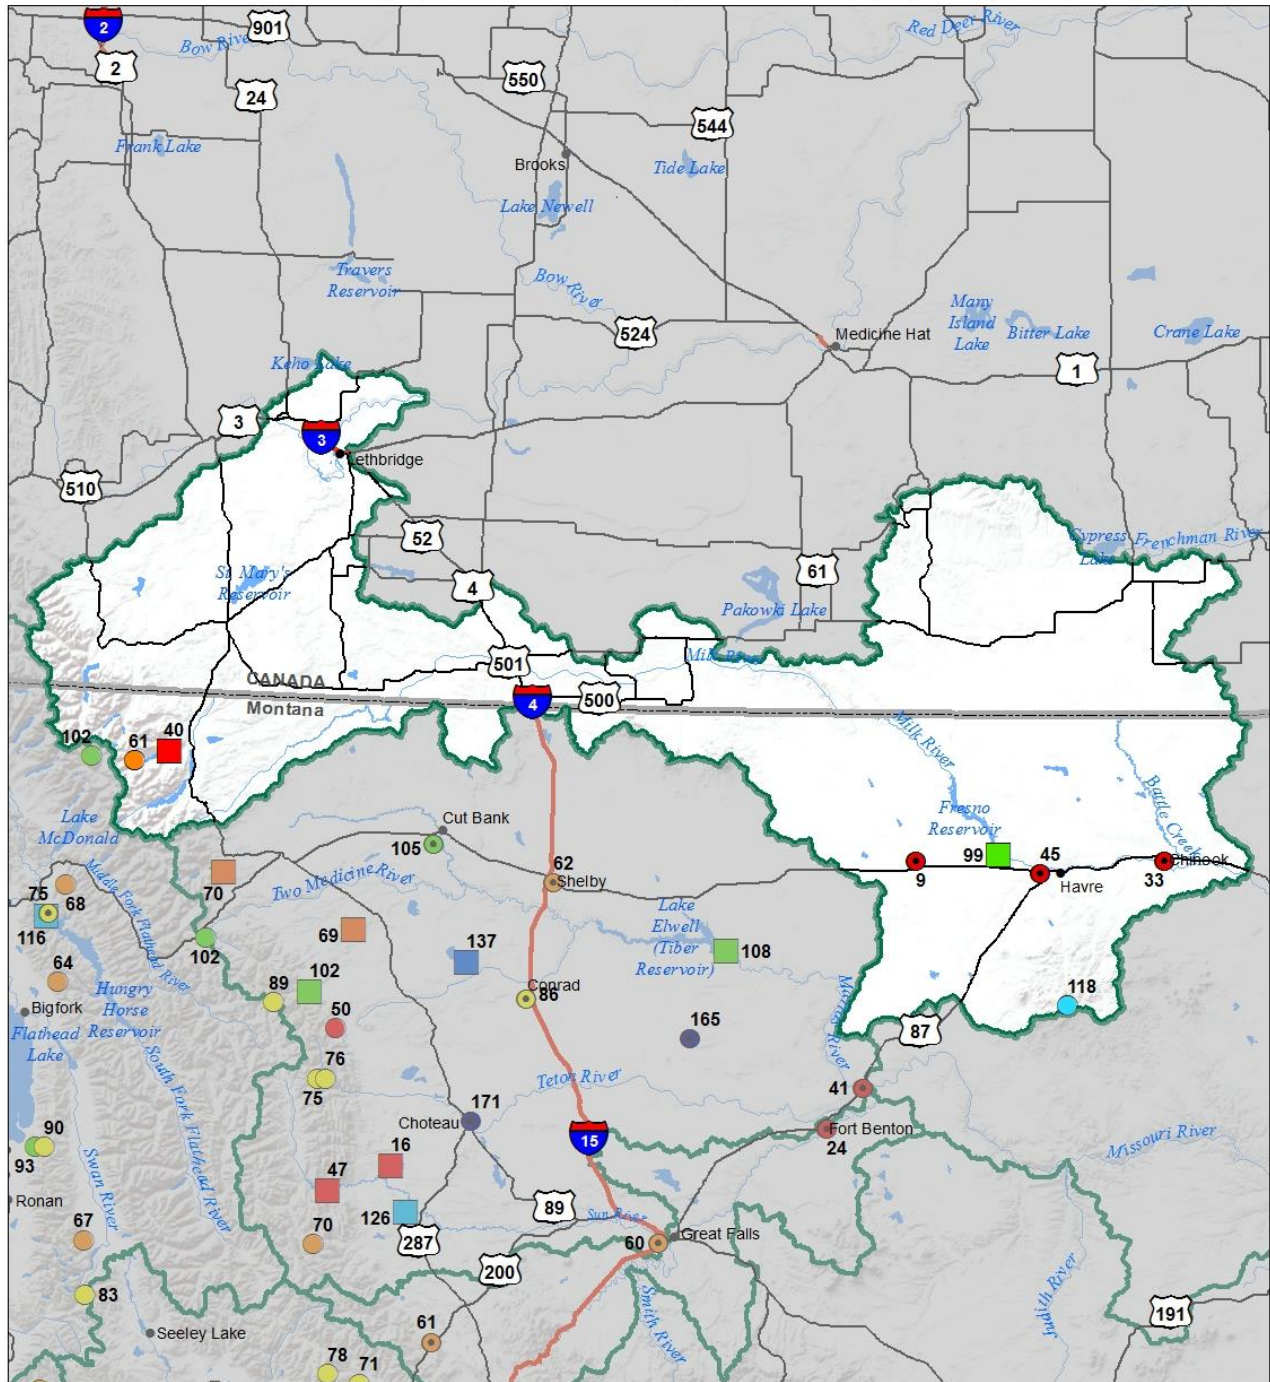 2
901
Bow River
Red Deer River
2
550
24
544
Frank Lake
Brooks
Tide Lake
Lake Newell
Travers
Reservoir
Bow River
Many
Island
Lake
Bitter Lake
Crane Lake
524
Medicine Hat
1
Keho Lake
3
3
Lethbridge
510
52
Cypress
Lake
Frenchman River
St. Mary's
Reservoir
4
61
Pakowki Lake
501
Milk River
CANADA
Montana
500
4
102
61
40
Milk River
Battle Creek
Lake
McDonald
Cut Bank
105
Fresno
Reservoir
99
45
Chinook
9
Havre
33
62
Shelby
70
Middle Fork Flathead River
Two Medicine River
75
68
116
69
Lake
Elwell
(Tiber
Reservoir)
108
102
137
64
Hungry
Horse
Reservoir
89
102
Conrad
86
Marias River
118
Bigfork
Flathead
Lake
50
165
87
South Fork Flathead River
76
75
Teton River
41
Choteau
171
15
Fort Benton
24
90
93
Swan River
16
47
Missouri River
Ronan
126
89
Sun River
67
70
287
60
Great Falls
200
83
Smith River
Judith River
191
Seeley Lake
61
78
71